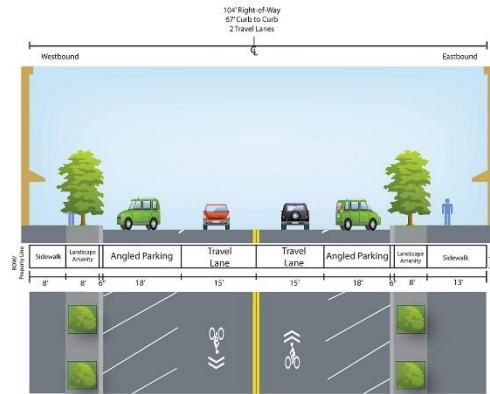 104' Right-of-Way
67' Curb to Curb
2 Travel Lanes
℄
Westbound
Eastbound
ROW/
Property Line
Sidewalk
Landscape
Amenity
Angled Parking
Travel
Lane
Travel
Lane
Angled Parking
Landscape
Amenity
Sidewalk
8'
8'
6"
18'
15'
15'
18'
6"
8'
13'